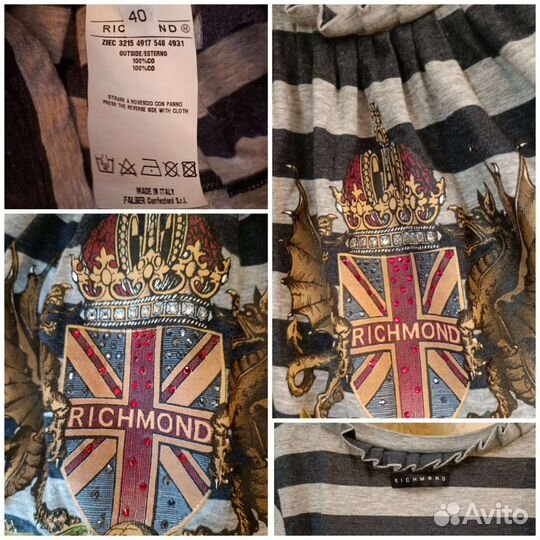 40
RICHMOND®
ZIEC 3215 4917 548 4931
OUTSIDE/ESTERNO
100%CO
100%CO
STIRARE A ROVESCIO CON PANNO
PRESS THE REVERSE SIDE WITH CLOTH
MADE IN ITALY
FALBER Confezioni S.r.l.
RICHMOND
RICHMOND
RICHMOND
Avito